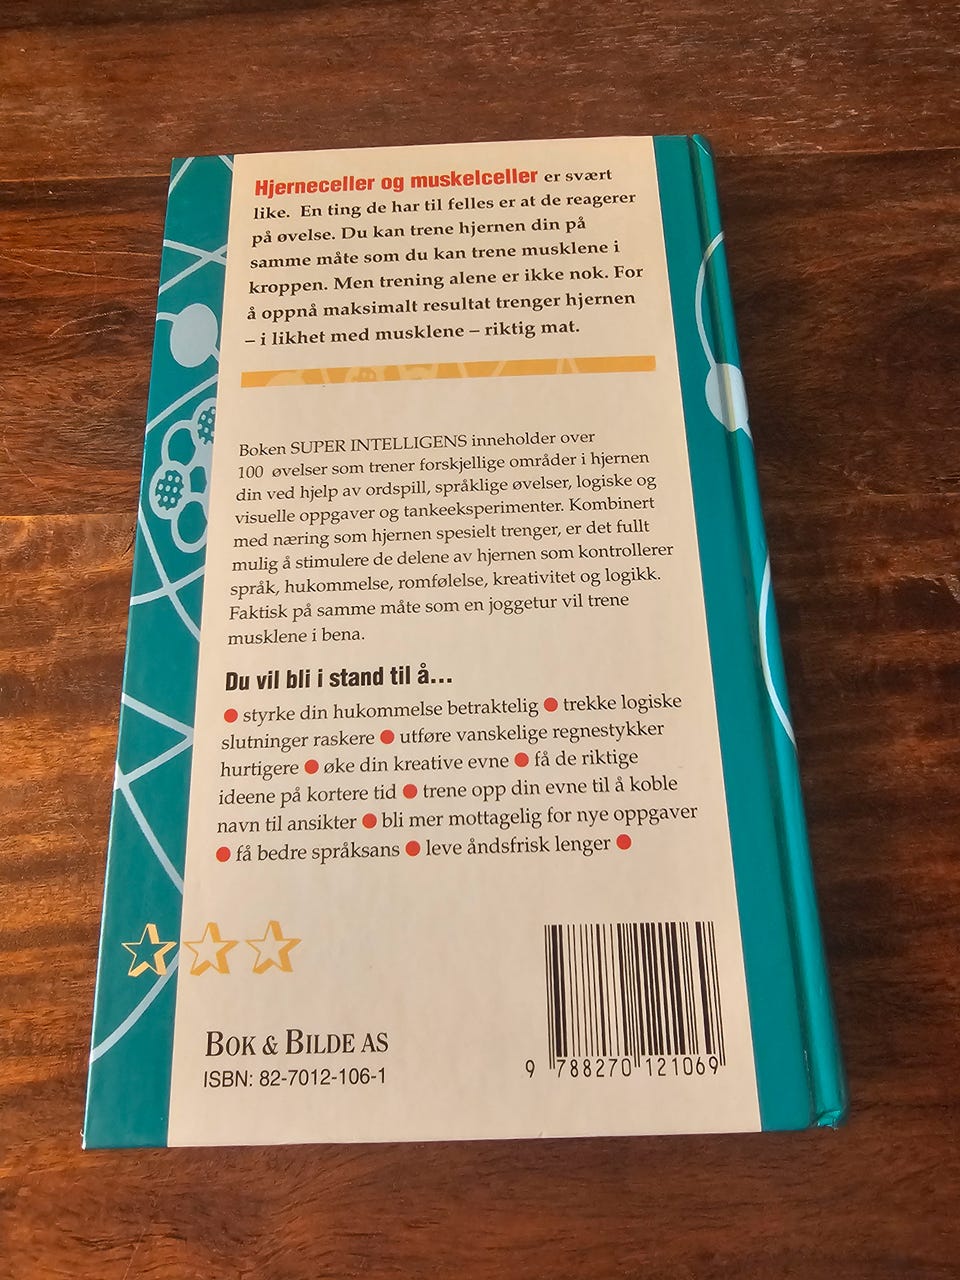 Hjerneceller og muskelceller er svært
like. En ting de har til felles er at de reagerer
på øvelse. Du kan trene hjernen din på
samme måte som du kan trene musklene i
kroppen. Men trening alene er ikke nok. For
å oppnå maksimalt resultat trenger hjernen
– i likhet med musklene – riktig mat.
Boken SUPER INTELLIGENS inneholder over
100 øvelser som trener forskjellige områder i hjernen
din ved hjelp av ordspill, språklige øvelser, logiske og
visuelle oppgaver og tankeeksperimenter. Kombinert
med næring som hjernen spesielt trenger, er det fullt
mulig å stimulere de delene av hjernen som kontrollerer
språk, hukommelse, romfølelse, kreativitet og logikk.
Faktisk på samme måte som en joggetur vil trene
musklene i bena.
Du vil bli i stand til å...
● styrke din hukommelse betraktelig ● trekke logiske
slutninger raskere ● utføre vanskelige regnestykker
hurtigere ● øke din kreative evne ● få de riktige
ideene på kortere tid ● trene opp din evne til å koble
navn til ansikter ● bli mer mottagelig for nye oppgaver
● få bedre språksans ● leve åndsfrisk lenger ●
BOK & BILDE AS
ISBN: 82-7012-106-1
9 788270 121069